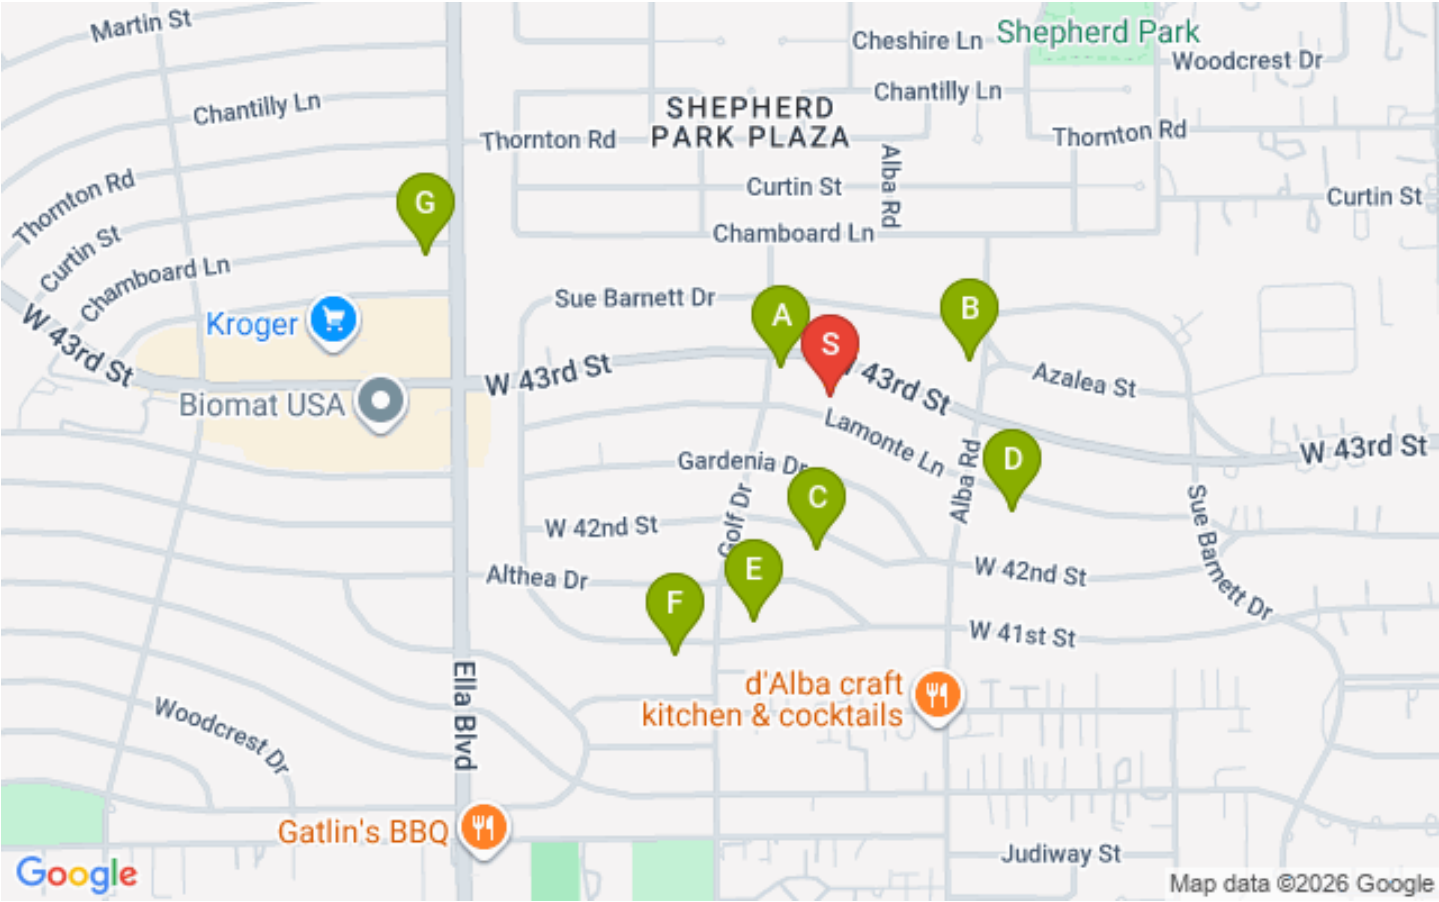 Martin St
Cheshire Ln
Shepherd Park
Woodcrest Dr
Chantilly Ln
Chantilly Ln
SHEPHERD
PARK PLAZA
Thornton Rd
Thornton Rd
Thornton Rd
Alba Rd
Curtin St
Curtin St
Curtin St
G
Chamboard Ln
Chamboard Ln
Sue Barnett Dr
A
B
S
Kroger
W 43rd St
W 43rd St
43rd St
Azalea St
Biomat USA
Lamonte Ln
W 43rd St
Gardenia Dr
D
Alba Rd
C
Golf Dr
W 42nd St
Sue Barnett Dr
Althea Dr
E
W 42nd St
F
W 41st St
Ella Blvd
d'Alba craft
kitchen & cocktails
Woodcrest Dr
Gatlin's BBQ
Judiway St
Google
Map data ©2026 Google